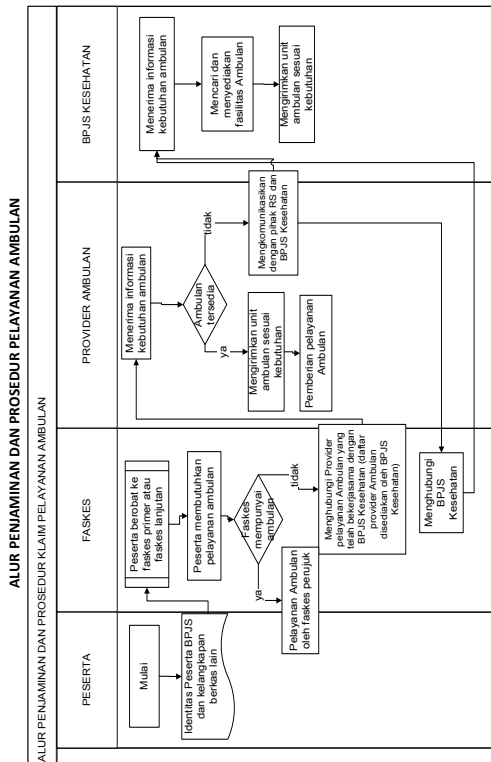 ALUR PENJAMINAN DAN PROSEDUR PELAYANAN AMBULAN
ALUR PENJAMINAN DAN PROSEDUR KLAIM PELAYANAN AMBULAN
PESERTA
FASKES
PROVIDER AMBULAN
BPJS KESEHATAN
Mulai
Identitas Peserta BPJS
dan kelangkapan
berkas lain
Peserta berobat ke
faskes primer atau
faskes lanjutan
Peserta membutuhkan
pelayanan ambulan
Faskes
mempunyai
ambulan
ya
tidak
Pelayanan Ambulan
oleh faskes perujuk
Menghubungi Provider
pelayanan Ambulan yang
telah bekerjasama dengan
BPJS Kesehatan (daftar
provider Ambulan
disediakan oleh BPJS
Kesehatan)
Menghubungi
BPJS
Kesehatan
Menerima informasi
kebutuhan ambulan
Ambulan
tersedia
ya
tidak
Mengirimkan unit
ambulan sesuai
kebutuhan
Pemberian pelayanan
Ambulan
Mengkomunikasikan
dengan pihak RS dan
BPJS Kesehatan
Menerima informasi
kebutuhan ambulan
Mencari dan
menyediakan
fasilitas Ambulan
Mengirimkan unit
ambulan sesuai
kebutuhan